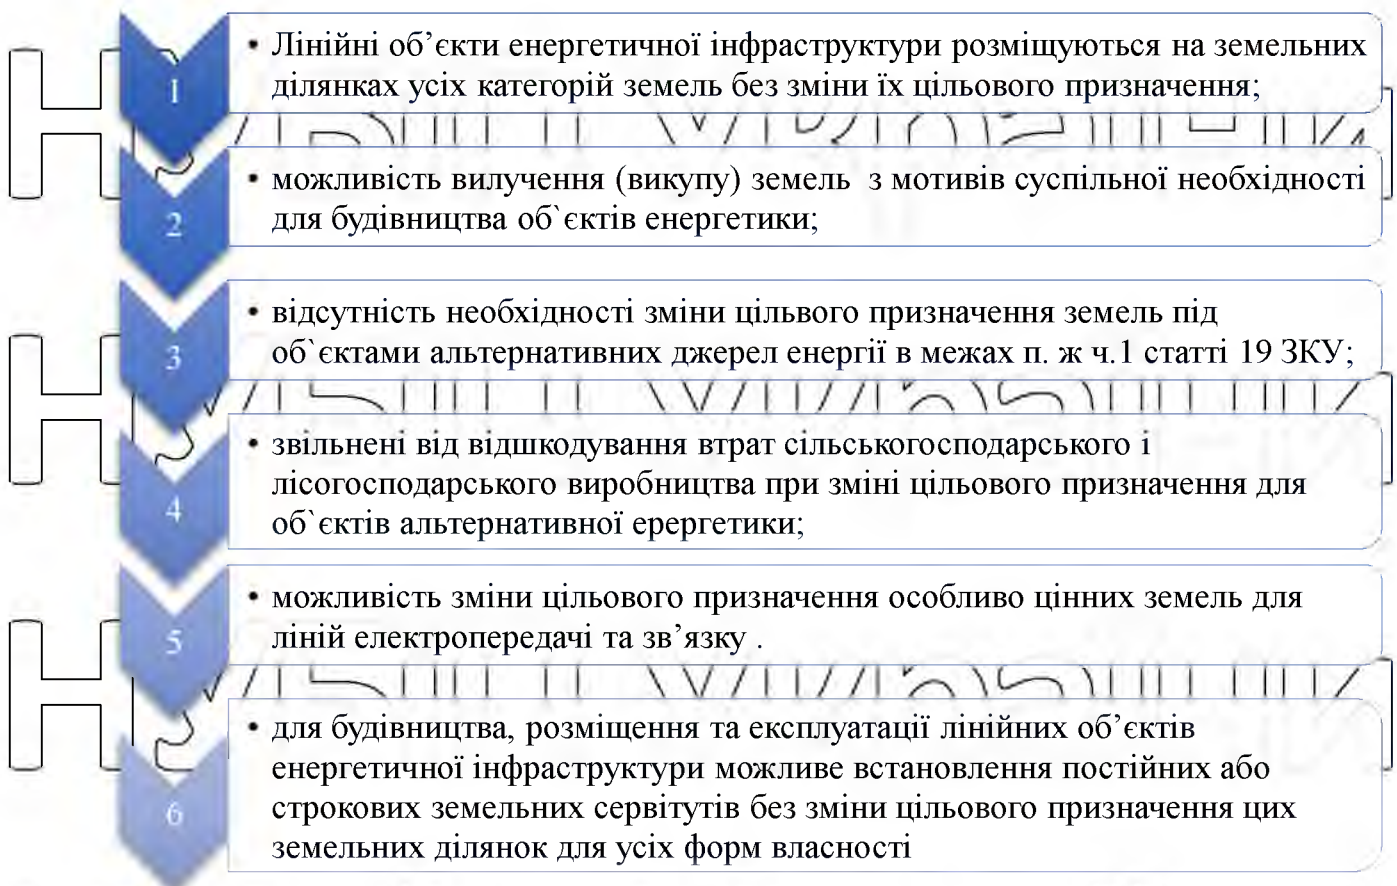 1
• Лінійні об’єкти енергетичної інфраструктури розміщуються на земельних
ділянках усіх категорій земель без зміни їх цільового призначення;
2
• можливість вилучення (викупу) земель з мотивів суспільної необхідності
для будівництва об`єктів енергетики;
3
• відсутність необхідності зміни цільвого призначення земель під
об`єктами альтернативних джерел енергії в межах п. ж ч.1 статті 19 ЗКУ;
4
• звільнені від відшкодування втрат сільськогосподарського і
лісогосподарського виробництва при зміні цільового призначення для
об`єктів альтернативної ерергетики;
5
• можливість зміни цільового призначення особливо цінних земель для
ліній електропередачі та зв’язку .
6
• для будівництва, розміщення та експлуатації лінійних об’єктів
енергетичної інфраструктури можливе встановлення постійних або
строкових земельних сервітутів без зміни цільового призначення цих
земельних ділянок для усіх форм власності